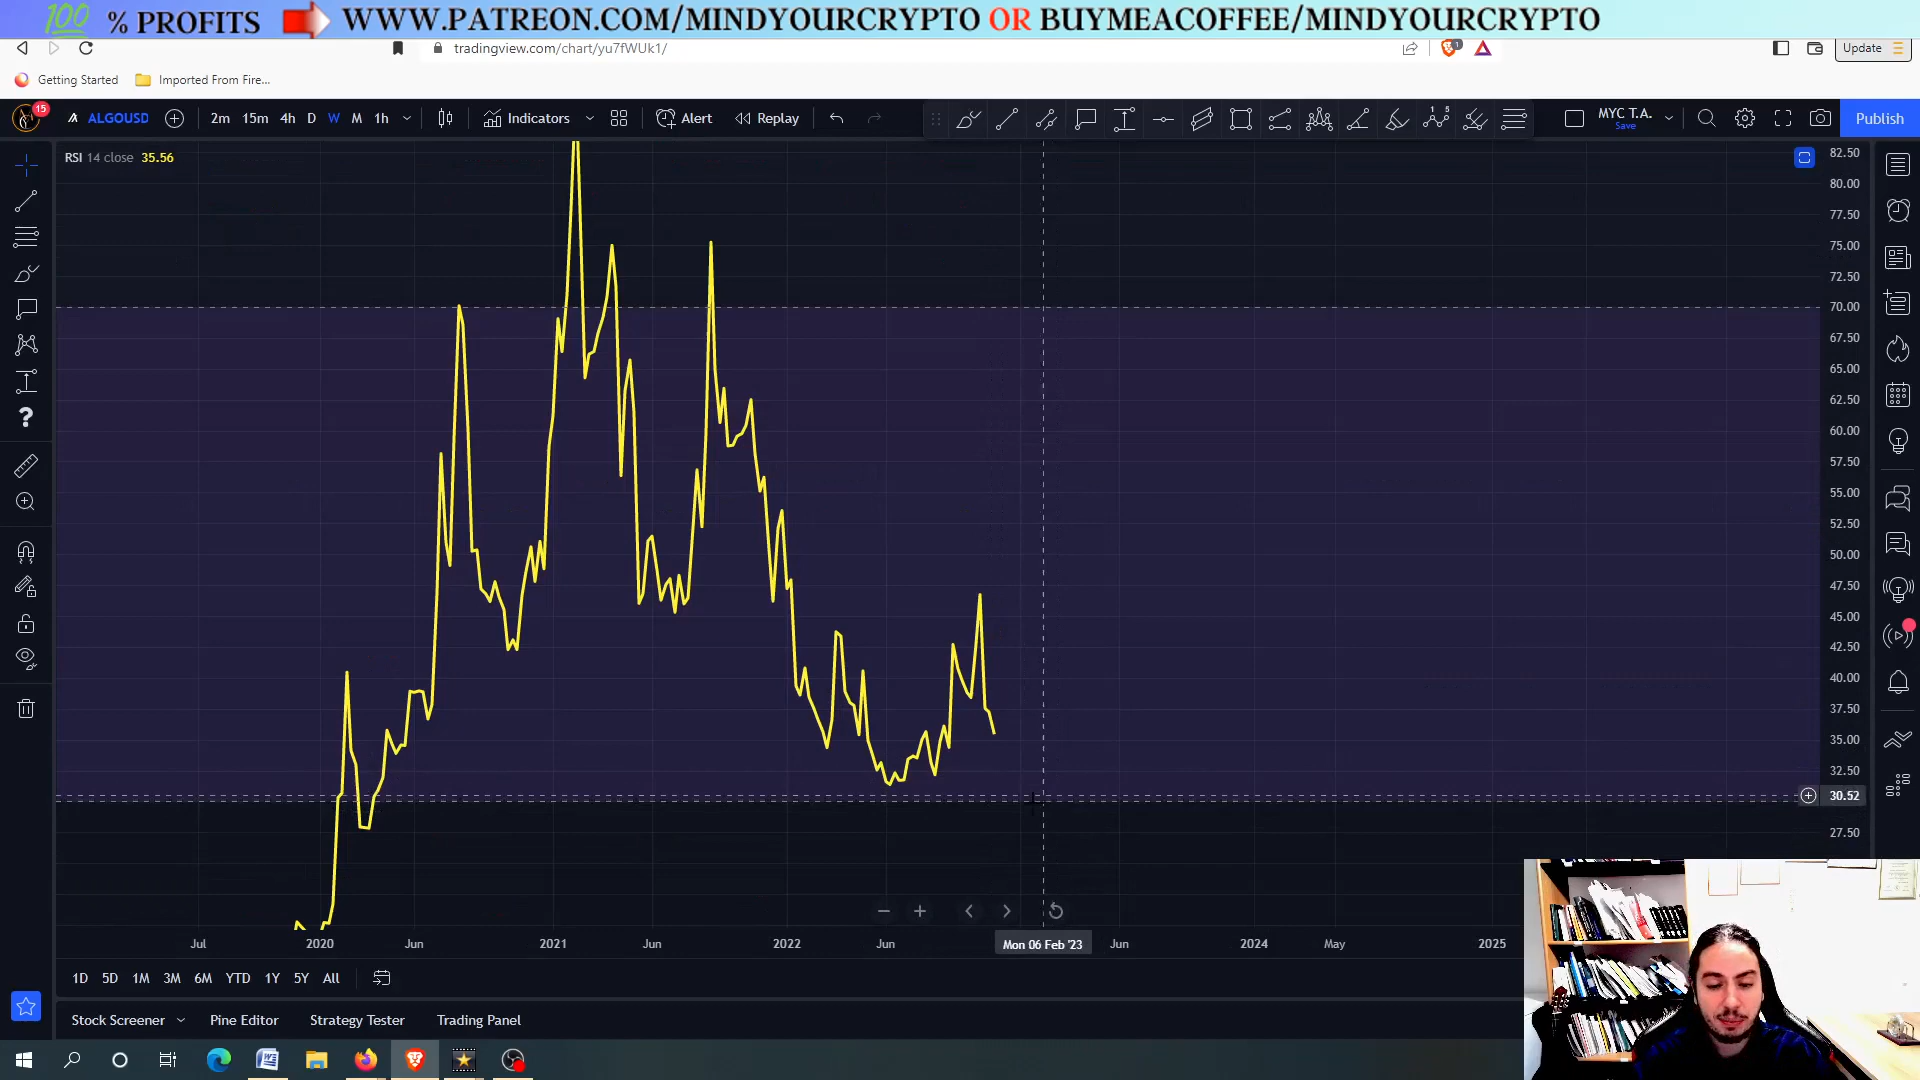 100 % PROFITS WWW.PATREON.COM/MINDYOURCRYPTO OR BUYMEACOFFEE/MINDYOURCRYPTO
tradingview.com/chart/yu7fWUk1/
1
Update
Getting Started Imported From Fire...
15 ALGOUSD 2m 15m 4h D W M 1h Indicators Alert Replay MYC T.A. Save Publish
RSI 14 close 35.56
82.50
80.00
77.50
75.00
72.50
70.00
67.50
65.00
62.50
60.00
57.50
55.00
52.50
50.00
47.50
45.00
42.50
40.00
37.50
35.00
32.50
30.52
27.50
Jul 2020 Jun 2021 Jun 2022 Jun Mon 06 Feb '23 Jun 2024 May 2025
1D 5D 1M 3M 6M YTD 1Y 5Y All
Stock Screener Pine Editor Strategy Tester Trading Panel